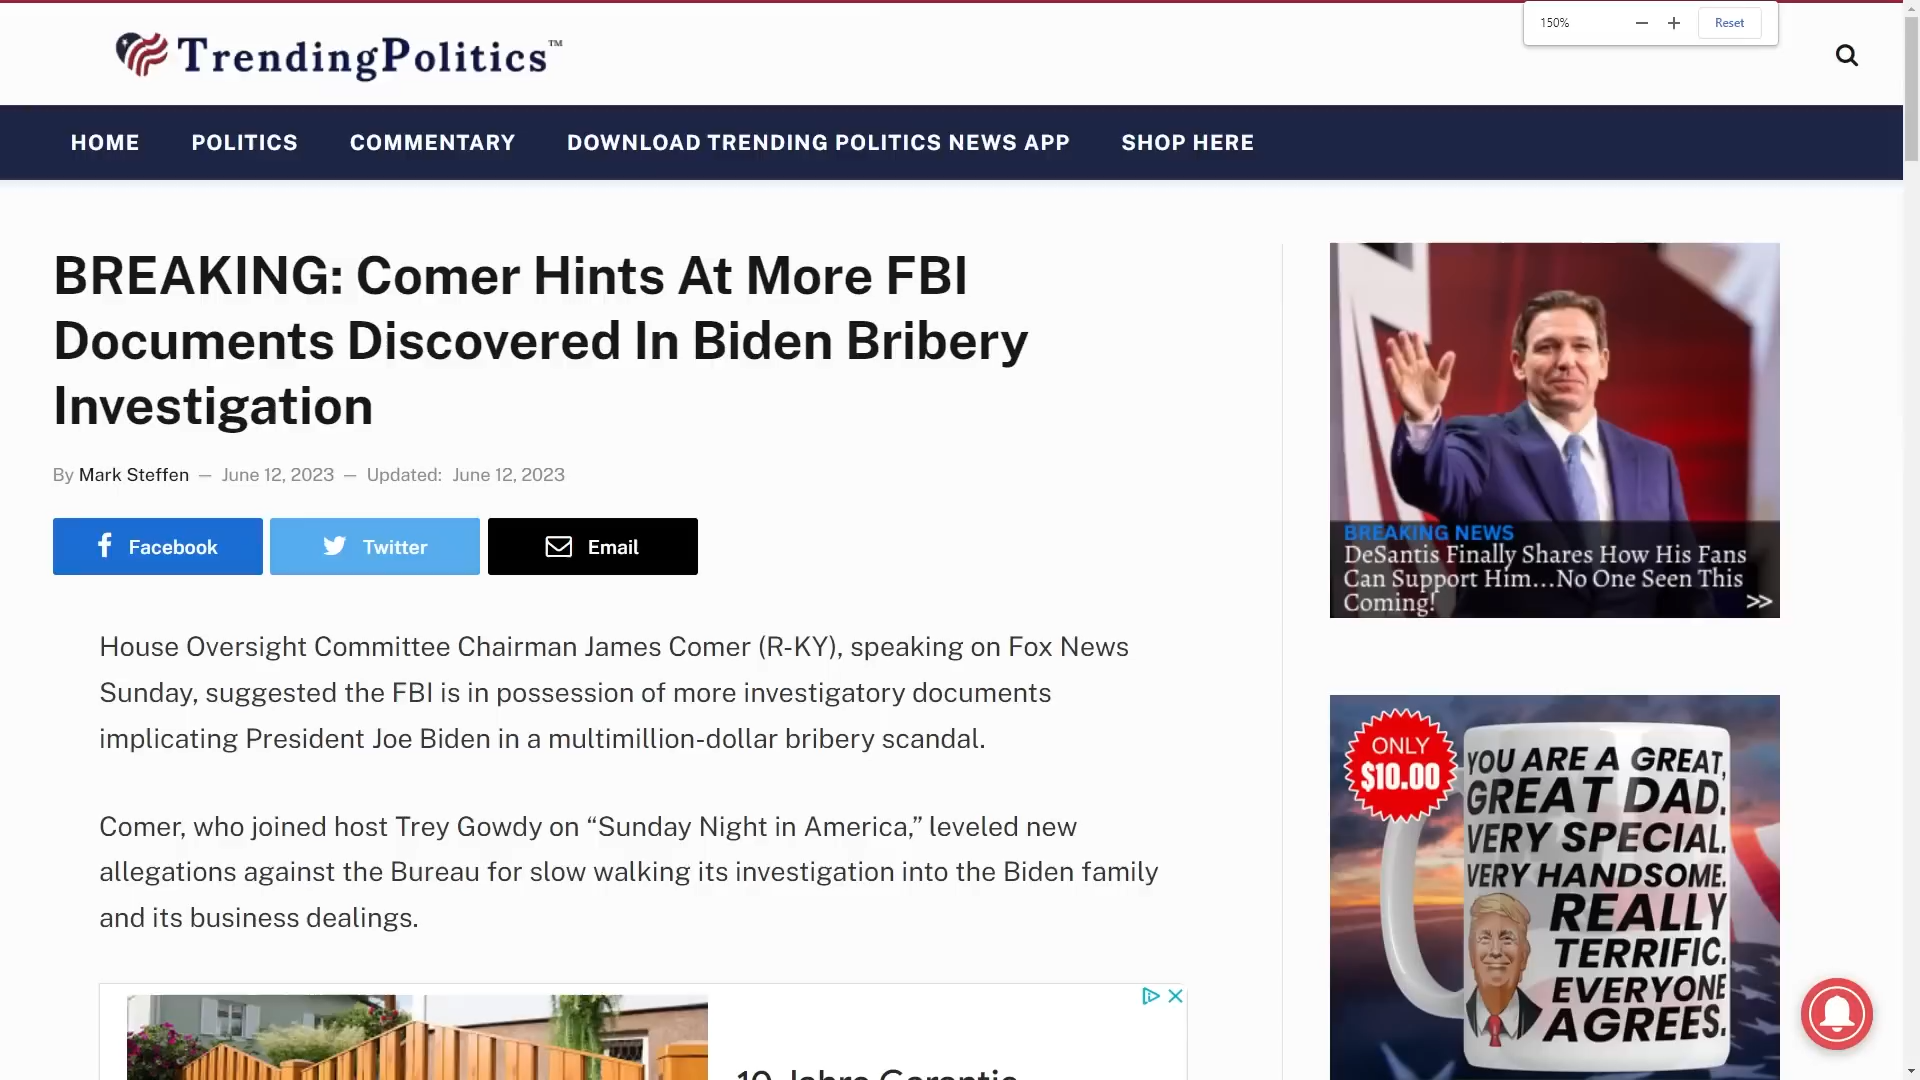 150%
Reset
TrendingPolitics™
HOME
POLITICS
COMMENTARY
DOWNLOAD TRENDING POLITICS NEWS APP
SHOP HERE
BREAKING: Comer Hints At More FBI
Documents Discovered In Biden Bribery
Investigation
By Mark Steffen — June 12, 2023 — Updated: June 12, 2023
Facebook
Twitter
Email
House Oversight Committee Chairman James Comer (R-KY), speaking on Fox News
Sunday, suggested the FBI is in possession of more investigatory documents
implicating President Joe Biden in a multimillion-dollar bribery scandal.
Comer, who joined host Trey Gowdy on “Sunday Night in America,” leveled new
allegations against the Bureau for slow walking its investigation into the Biden family
and its business dealings.
10 Jahre Garantie
BREAKING NEWS
DeSantis Finally Shares How His Fans
Can Support Him...No One Seen This
Coming!
>>
ONLY
$10.00
YOU ARE A GREAT,
GREAT DAD.
VERY SPECIAL.
VERY HANDSOME.
REALLY
TERRIFIC.
EVERYONE
AGREES.